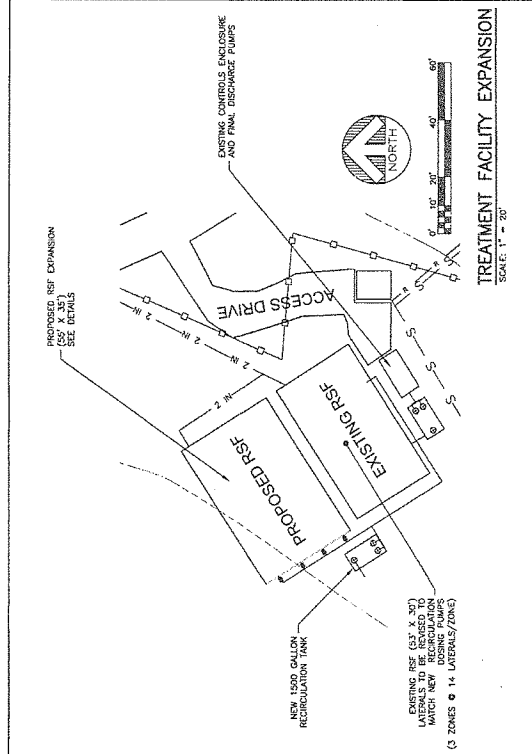 PROPOSED RSF EXPANSION
(55' X 35')
SEE DETAILS
EXISTING CONTROLS ENCLOSURE
AND FINAL DISCHARGE PUMPS
2 IN
2 IN
2 IN
2 IN
ACCESS DRIVE
PROPOSED RSF
EXISTING RSF
NEW 1500 GALLON
RECIRCULATION TANK
EXISTING RSF (53' X 30')
LATERALS TO BE REVISED TO
MATCH NEW RECIRCULATION
DOSING PUMPS
(3 ZONES @ 14 LATERALS/ZONE)
S
S
S
R
R
S
S
NORTH
0' 10' 20' 40' 60'
TREATMENT FACILITY EXPANSION
SCALE: 1" = 20'